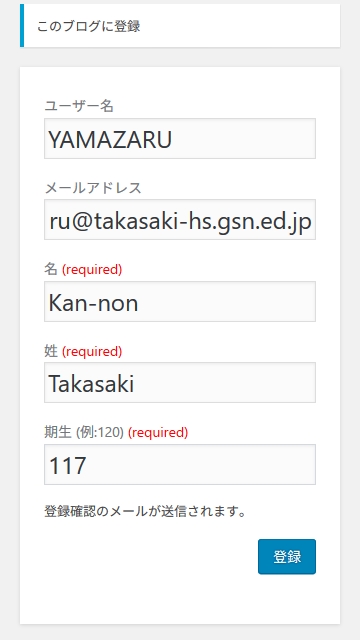 このブログに登録
ユーザー名
YAMAZARU
メールアドレス
ru@takasaki-hs.gsn.ed.jp
名 (required)
Kan-non
姓 (required)
Takasaki
期生 (例:120) (required)
117
登録確認のメールが送信されます。
登録